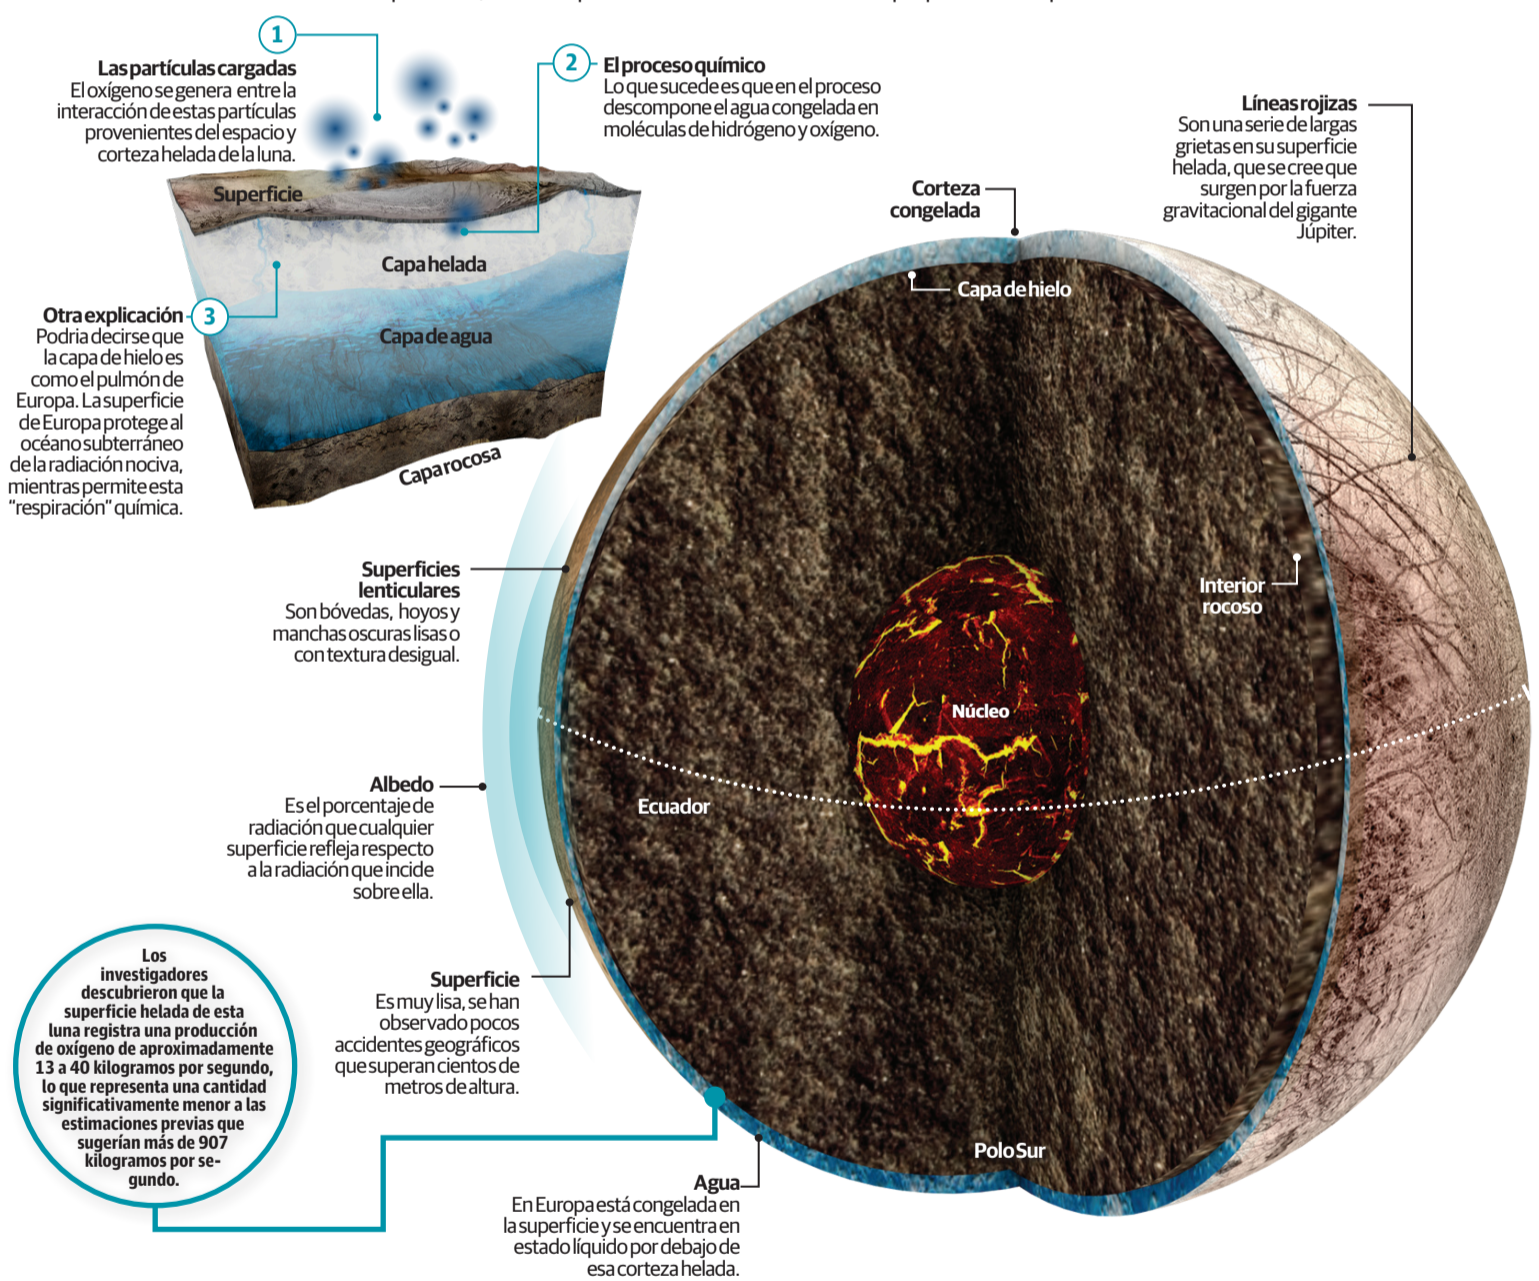 1
Las partículas cargadas
El oxígeno se genera entre la
interacción de estas partículas
provenientes del espacio y
corteza helada de la luna.
2
El proceso químico
Lo que sucede es que en el proceso
descompone el agua congelada en
moléculas de hidrógeno y oxígeno.
Superficie
Capa helada
Capa de agua
Capa rocosa
3
Otra explicación
Podria decirse que
la capa de hielo es
como el pulmón de
Europa. La superficie
de Europa protege al
océano subterráneo
de la radiación nociva,
mientras permite esta
“respiración” química.
Líneas rojizas
Son una serie de largas
grietas en su superficie
helada, que se cree que
surgen por la fuerza
gravitacional del gigante
Júpiter.
Corteza
congelada
Capa de hielo
Interior
rocoso
Núcleo
Ecuador
Polo Sur
Superficies
lenticulares
Son bóvedas, hoyos y
manchas oscuras lisas o
con textura desigual.
Albedo
Es el porcentaje de
radiación que cualquier
superficie refleja respecto
a la radiación que incide
sobre ella.
Superficie
Es muy lisa, se han
observado pocos
accidentes geográficos
que superan cientos de
metros de altura.
Los
investigadores
descubrieron que la
superficie helada de esta
luna registra una producción
de oxígeno de aproximadamente
13 a 40 kilogramos por segundo,
lo que representa una cantidad
significativamente menor a las
estimaciones previas que
sugerían más de 907
kilogramos por se-
gundo.
Agua
En Europa está congelada en
la superficie y se encuentra en
estado líquido por debajo de
esa corteza helada.